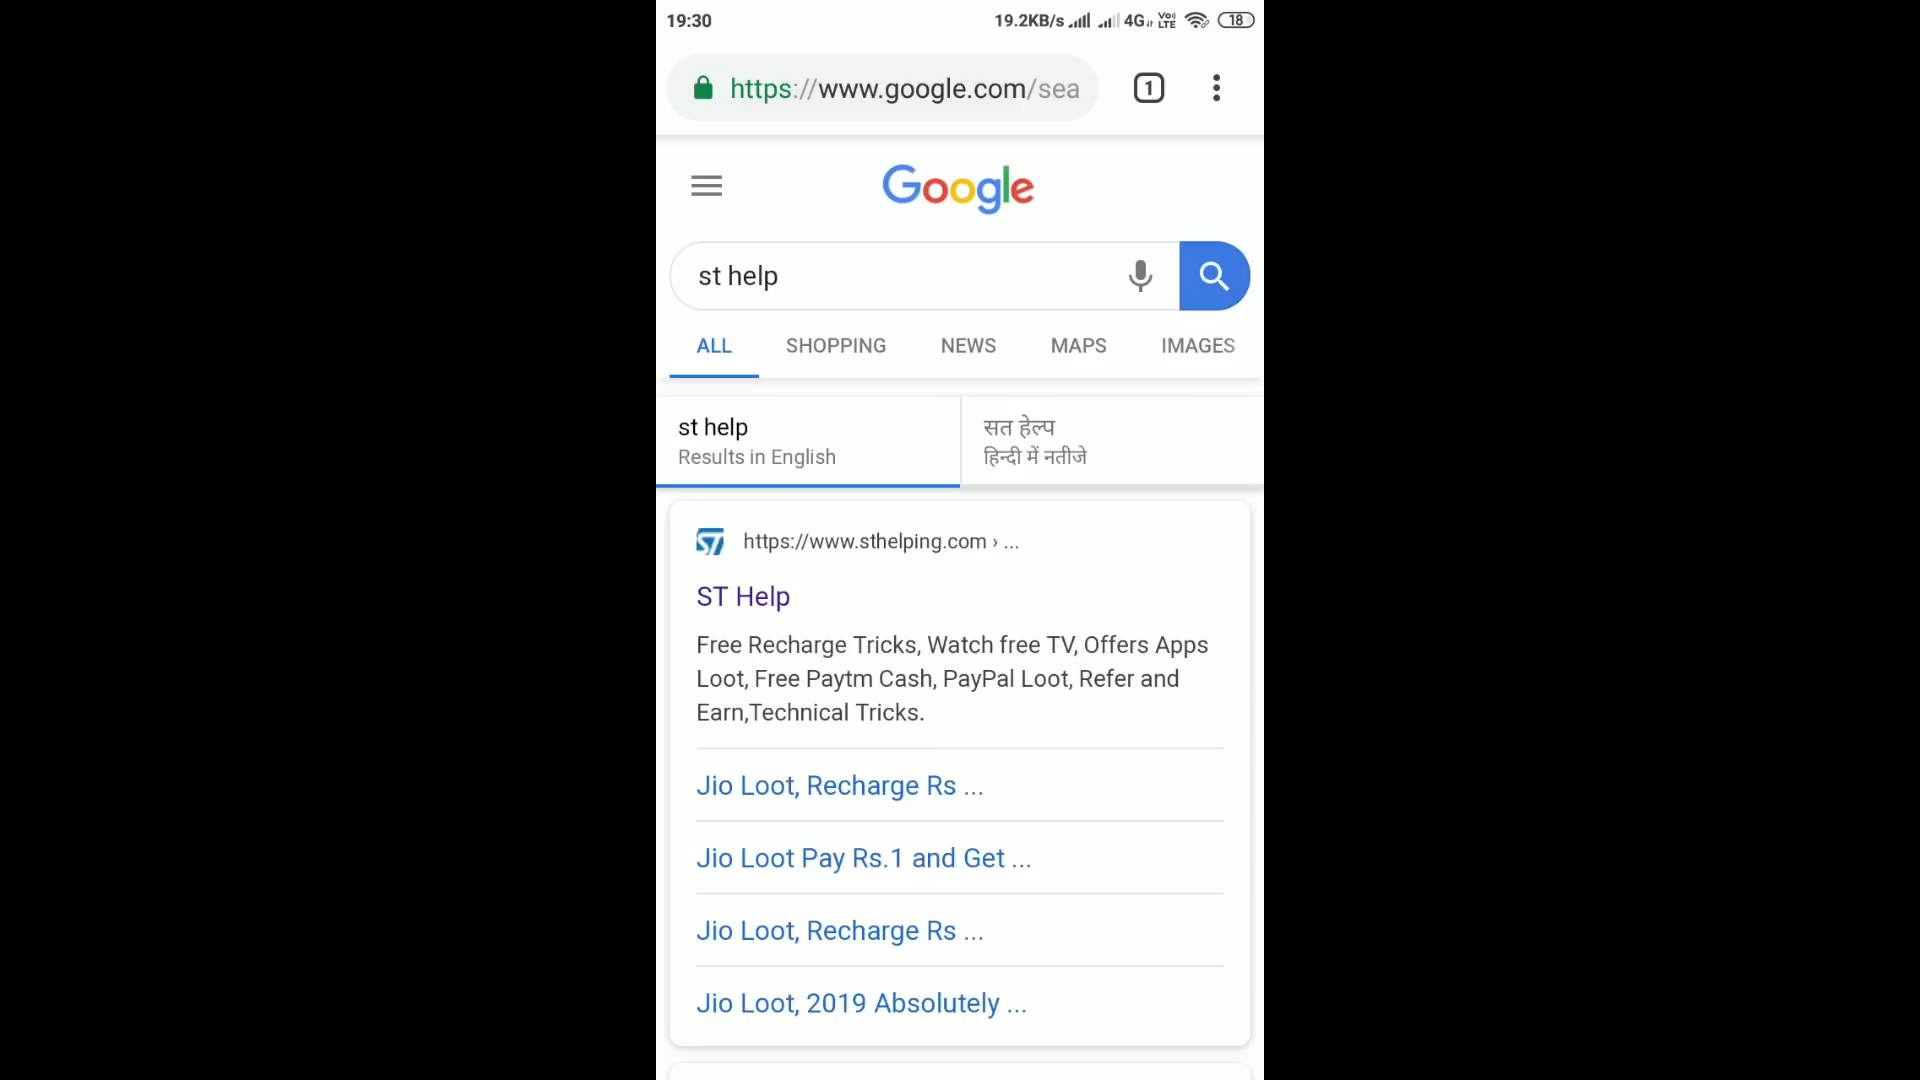 19:30 19.2KB/s 4G VoLTE 18
https://www.google.com/sea 1
Google
st help
ALL SHOPPING NEWS MAPS IMAGES
st help
Results in English
सत हेल्प
हिन्दी में नतीजे
ST https://www.sthelping.com › ...
ST Help
Free Recharge Tricks, Watch free TV, Offers Apps
Loot, Free Paytm Cash, PayPal Loot, Refer and
Earn,Technical Tricks.
Jio Loot, Recharge Rs ...
Jio Loot Pay Rs.1 and Get ...
Jio Loot, Recharge Rs ...
Jio Loot, 2019 Absolutely ...